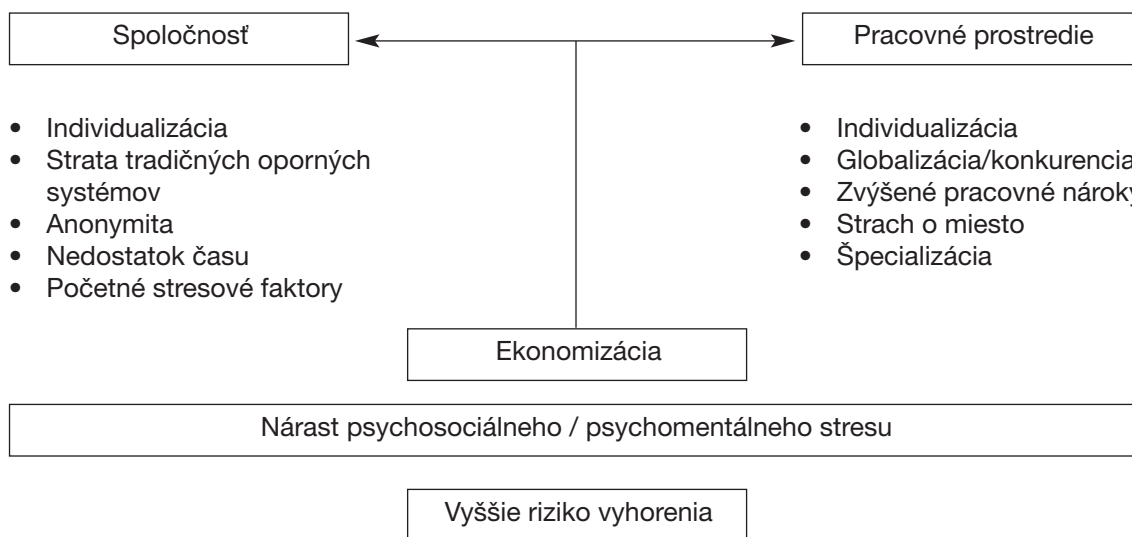 Spoločnosť
Pracovné prostredie
• Individualizácia
• Strata tradičných oporných
systémov
• Anonymita
• Nedostatok času
• Početné stresové faktory
• Individualizácia
• Globalizácia/konkurencia
• Zvýšené pracovné nároky
• Strach o miesto
• Špecializácia
Ekonomizácia
Nárast psychosociálneho / psychomentálneho stresu
Vyššie riziko vyhorenia